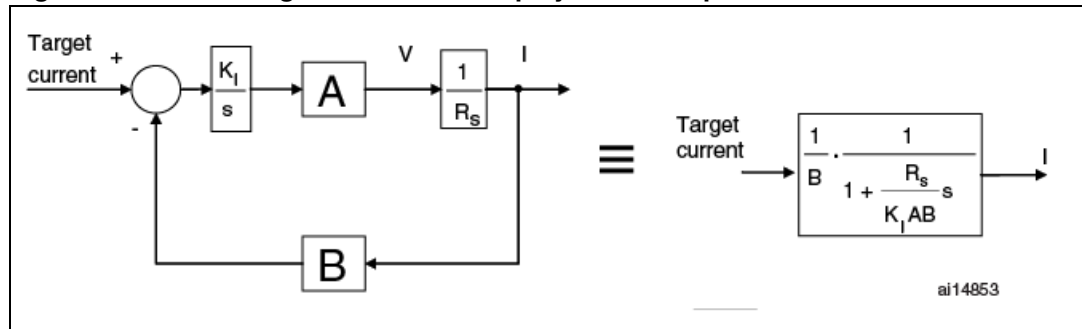 Target
current
+
-
K_I
s
A
V
1
R_s
I
B
≡
Target
current
1
B
·
1
1 + R_s s
K_I AB
I
ai14853